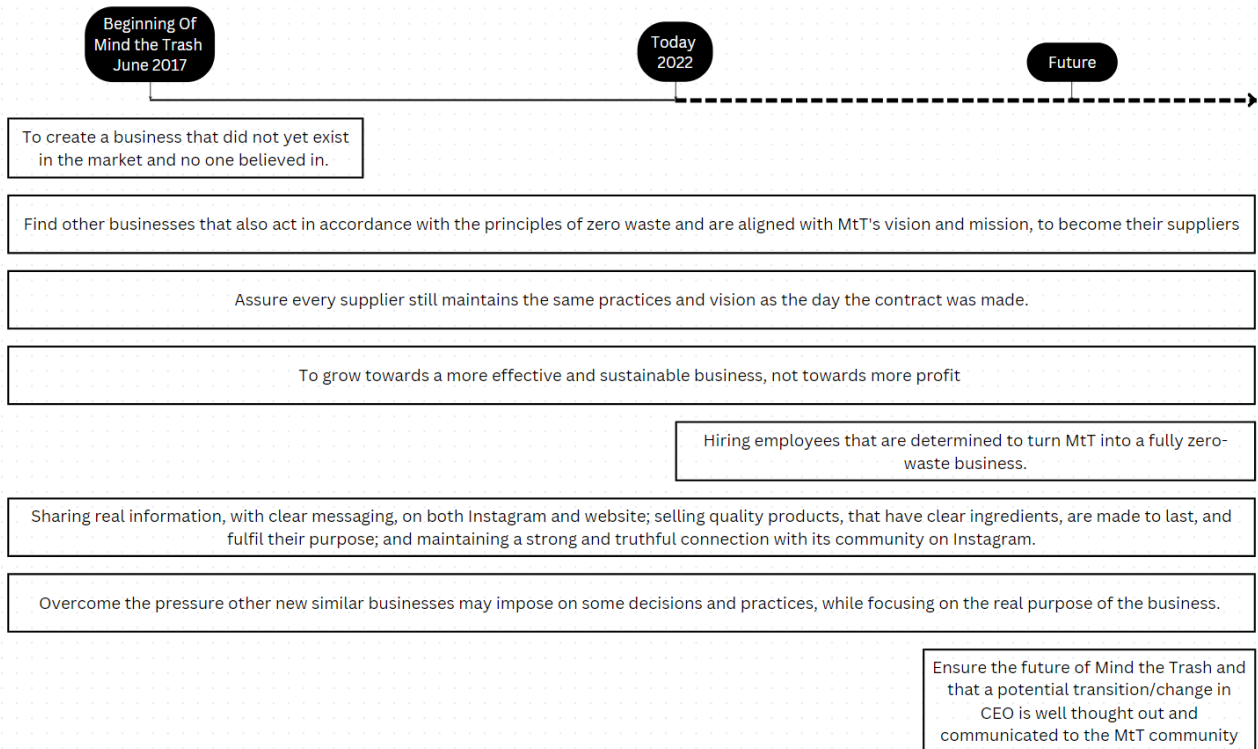 Beginning Of
Mind the Trash
June 2017
Today
2022
Future
To create a business that did not yet exist
in the market and no one believed in.
Find other businesses that also act in accordance with the principles of zero waste and are aligned with MtT's vision and mission, to become their suppliers
Assure every supplier still maintains the same practices and vision as the day the contract was made.
To grow towards a more effective and sustainable business, not towards more profit
Hiring employees that are determined to turn MtT into a fully zero-
waste business.
Sharing real information, with clear messaging, on both Instagram and website; selling quality products, that have clear ingredients, are made to last, and
fulfil their purpose; and maintaining a strong and truthful connection with its community on Instagram.
Overcome the pressure other new similar businesses may impose on some decisions and practices, while focusing on the real purpose of the business.
Ensure the future of Mind the Trash and
that a potential transition/change in
CEO is well thought out and
communicated to the MtT community